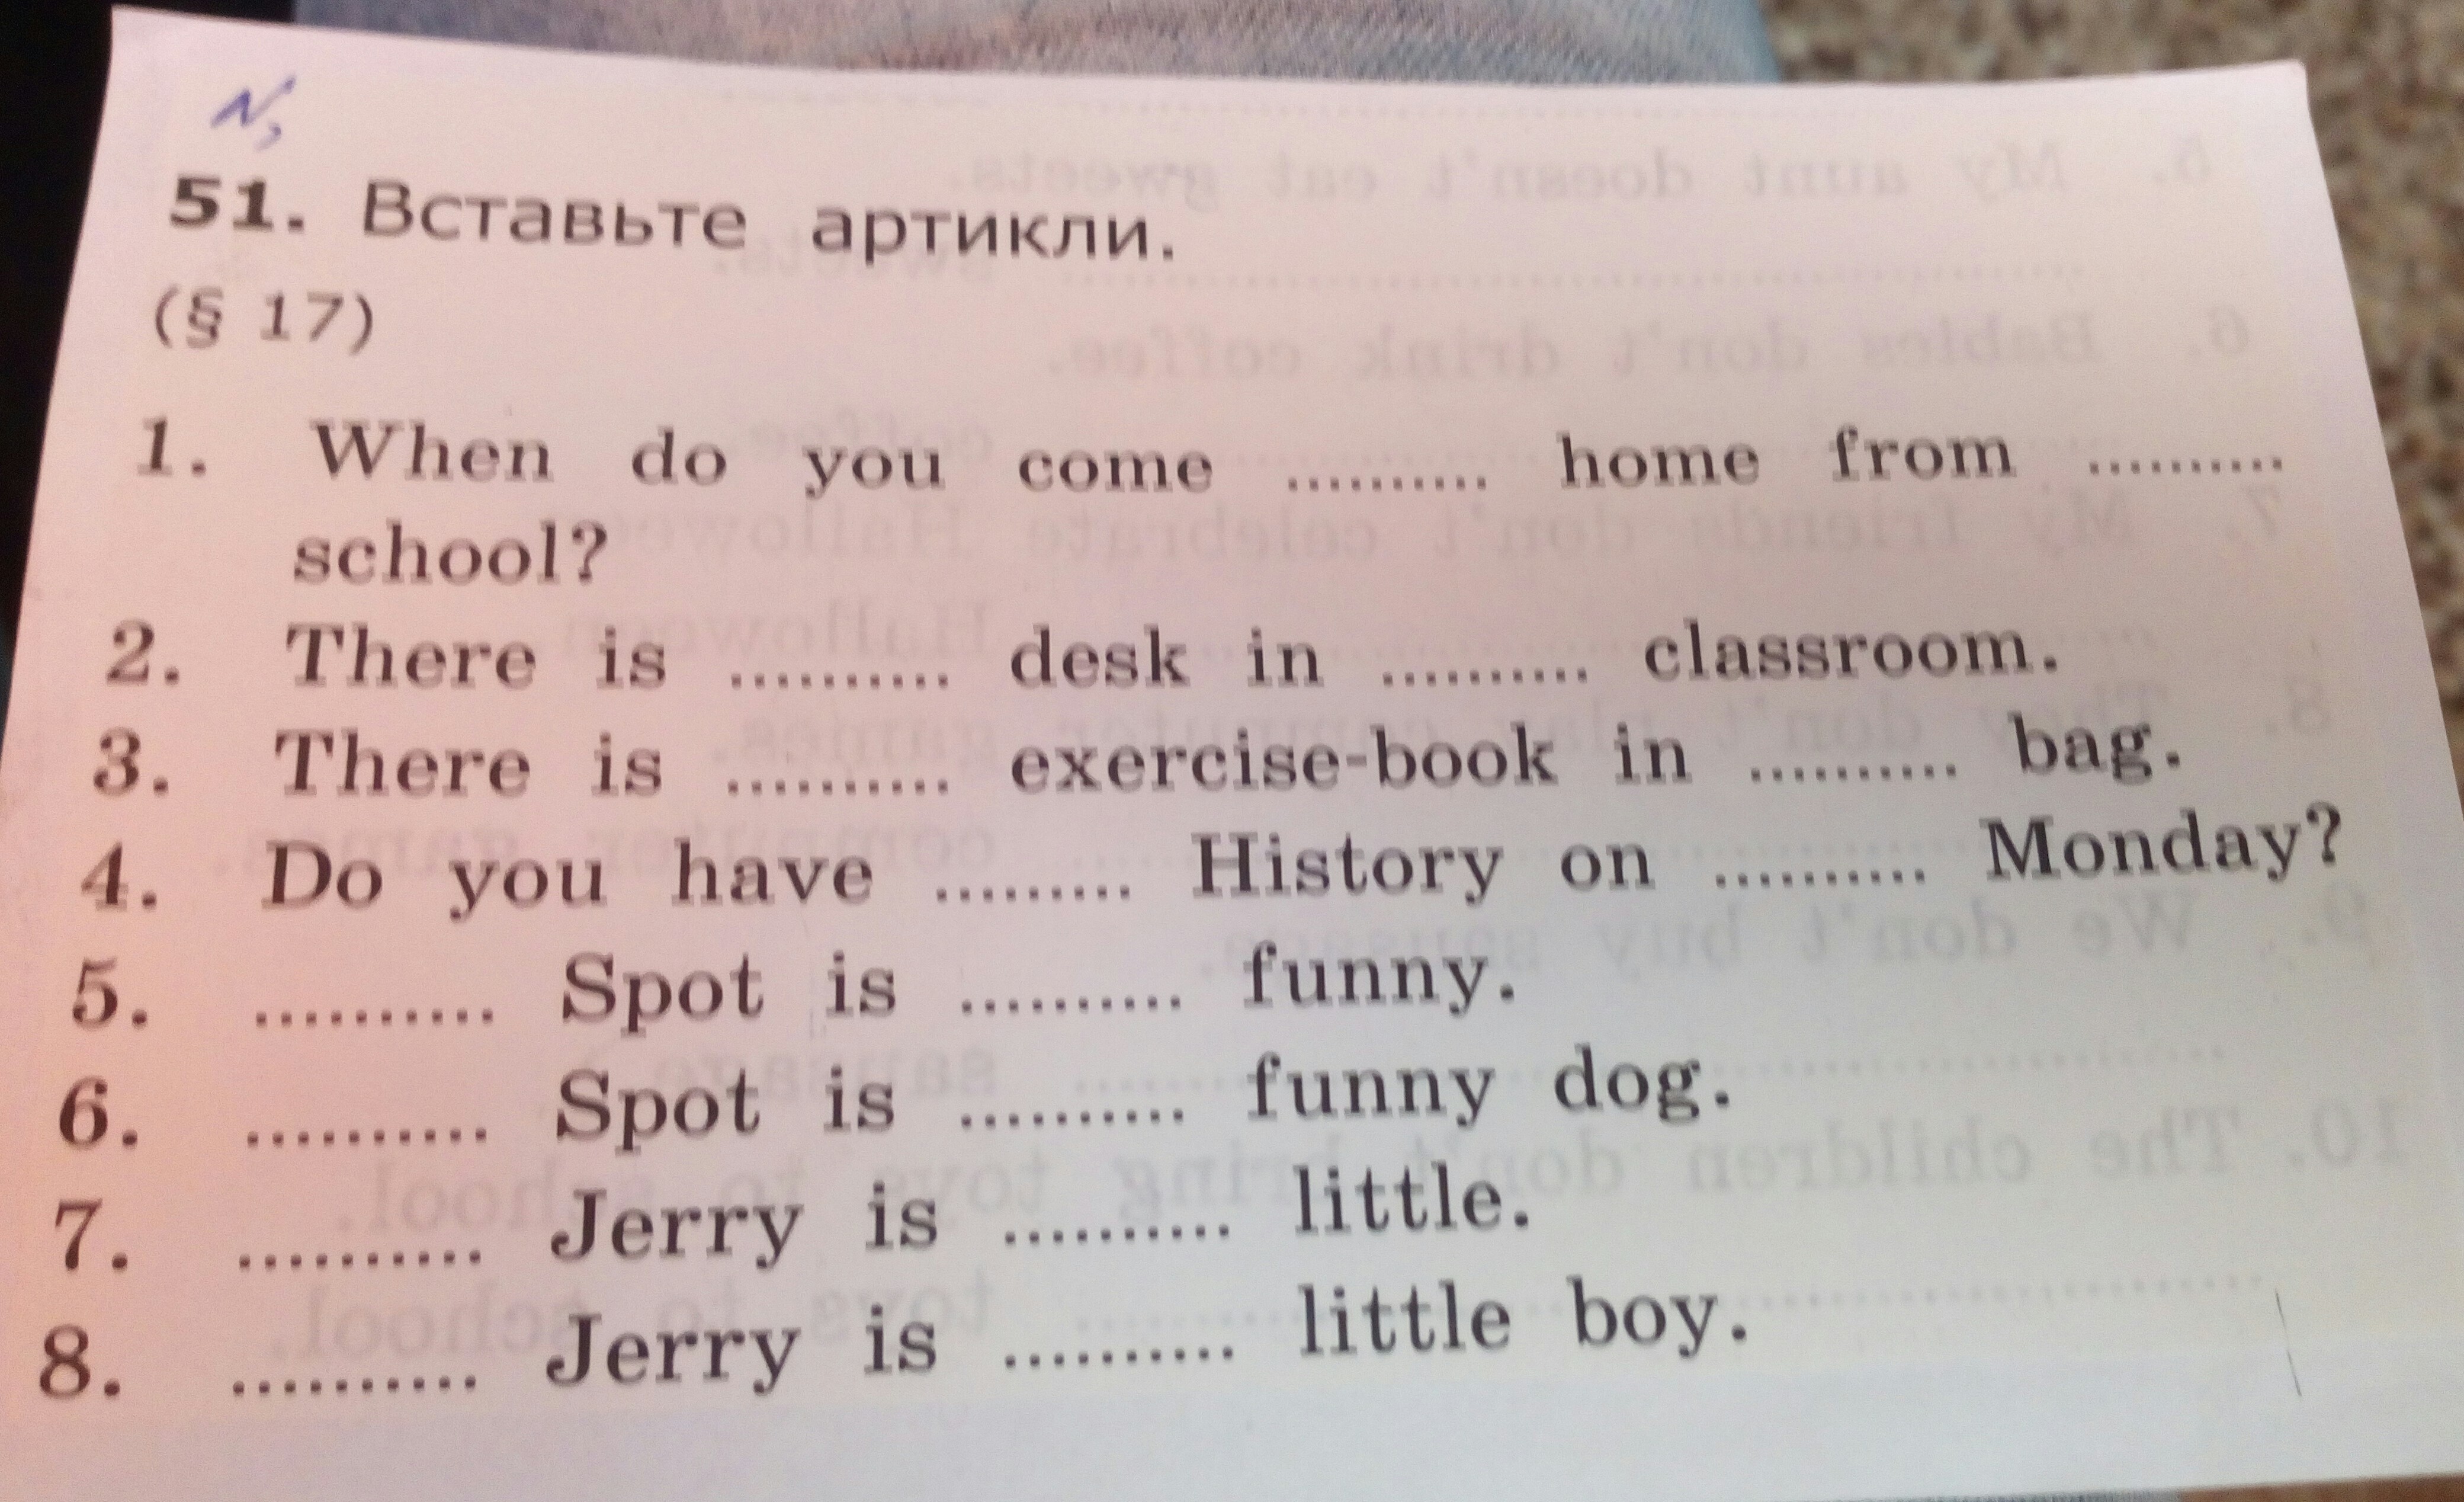 51. Вставьте артикли.
(§ 17)
1. When do you come .......... home from ..........
school?
2. There is .......... desk in .......... classroom.
3. There is .......... exercise-book in .......... bag.
4. Do you have ......... History on .......... Monday?
5. .......... Spot is .......... funny.
6. .......... Spot is .......... funny dog.
7. .......... Jerry is .......... little.
8. .......... Jerry is .......... little boy.